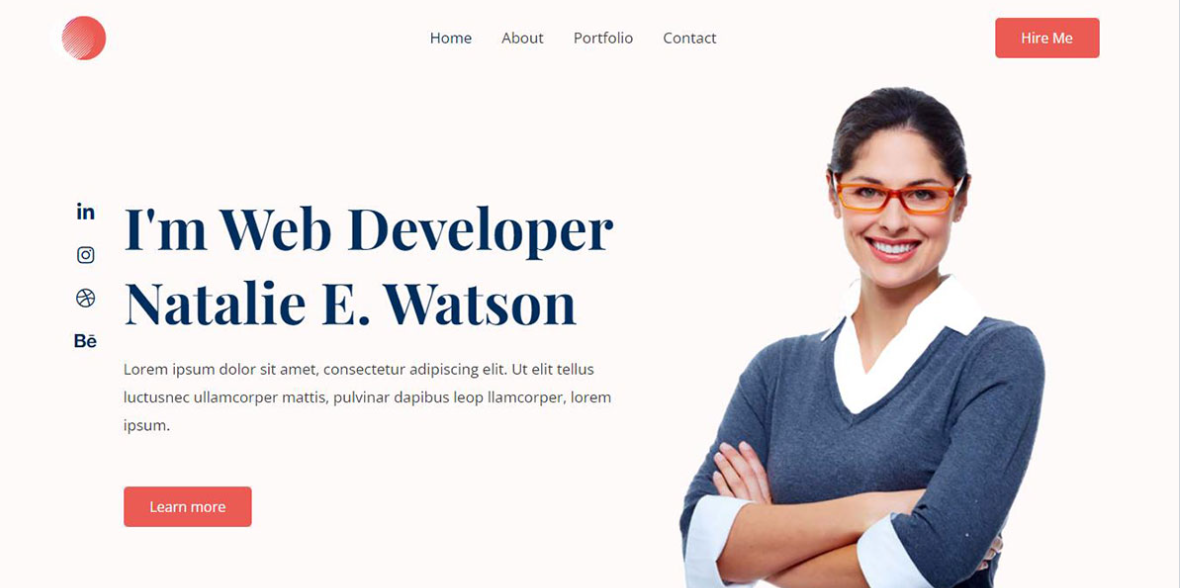 Home About Portfolio Contact Hire Me
in
I'm Web Developer
Natalie E. Watson
Bē
Lorem ipsum dolor sit amet, consectetur adipiscing elit. Ut elit tellus
luctusnec ullamcorper mattis, pulvinar dapibus leop llamcorper, lorem
ipsum.
Learn more